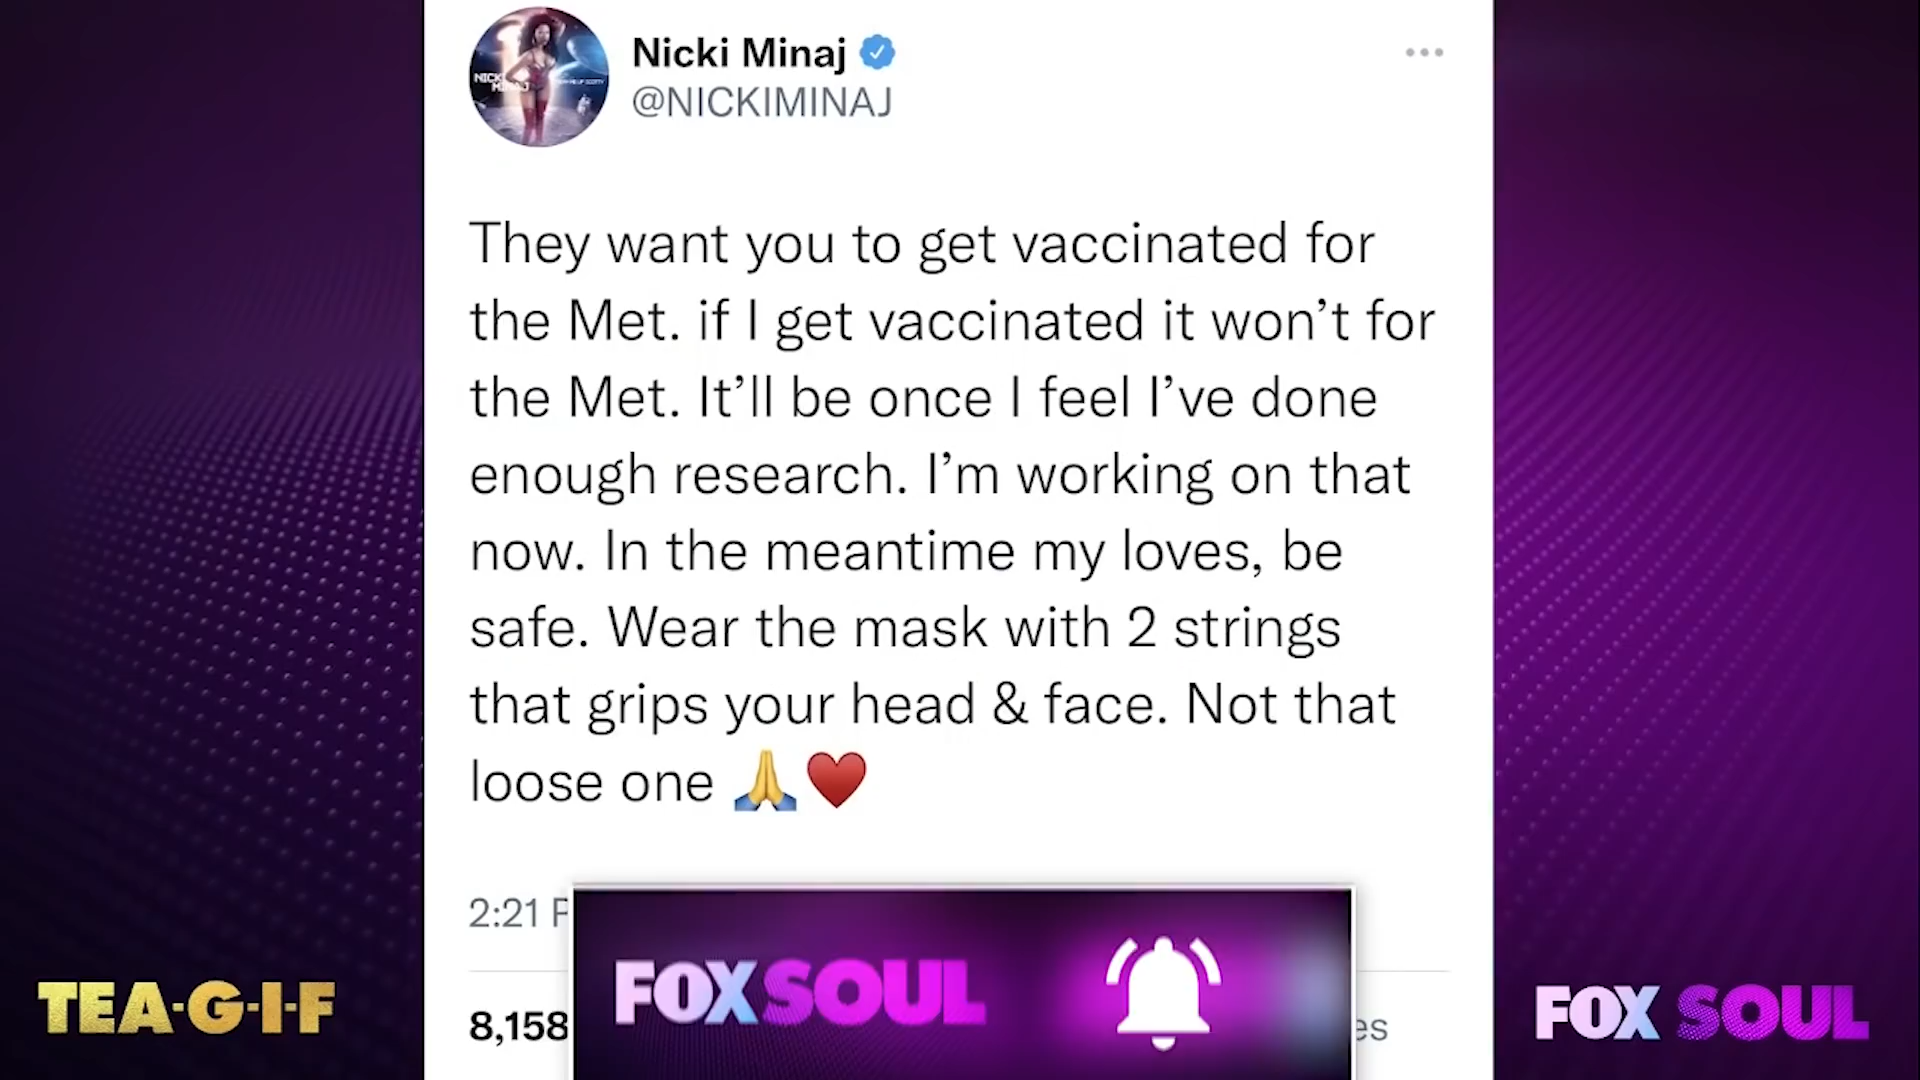 NICKI
MINAJ
Nicki Minaj
@NICKIMINAJ
They want you to get vaccinated for
the Met. if I get vaccinated it won’t for
the Met. It’ll be once I feel I’ve done
enough research. I’m working on that
now. In the meantime my loves, be
safe. Wear the mask with 2 strings
that grips your head & face. Not that
loose one 🙏♥️
2:21 P
8,158
es
FOX SOUL
TEA-G-I-F
FOX SOUL